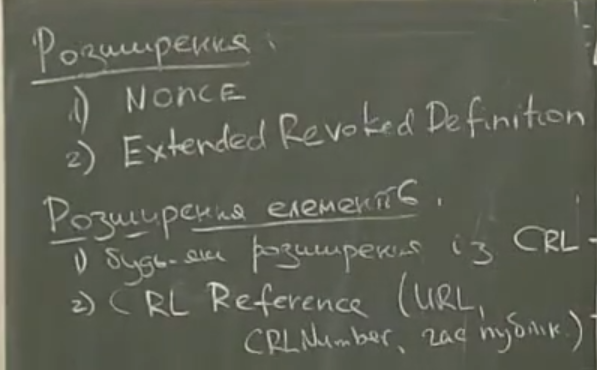 Розширення:
1) NONCE
2) Extended Revoked Definition
Розширення елементів.
1) будь-які розширення із CRL -
2) CRL Reference (URL,
CRLNumber, час публік.)